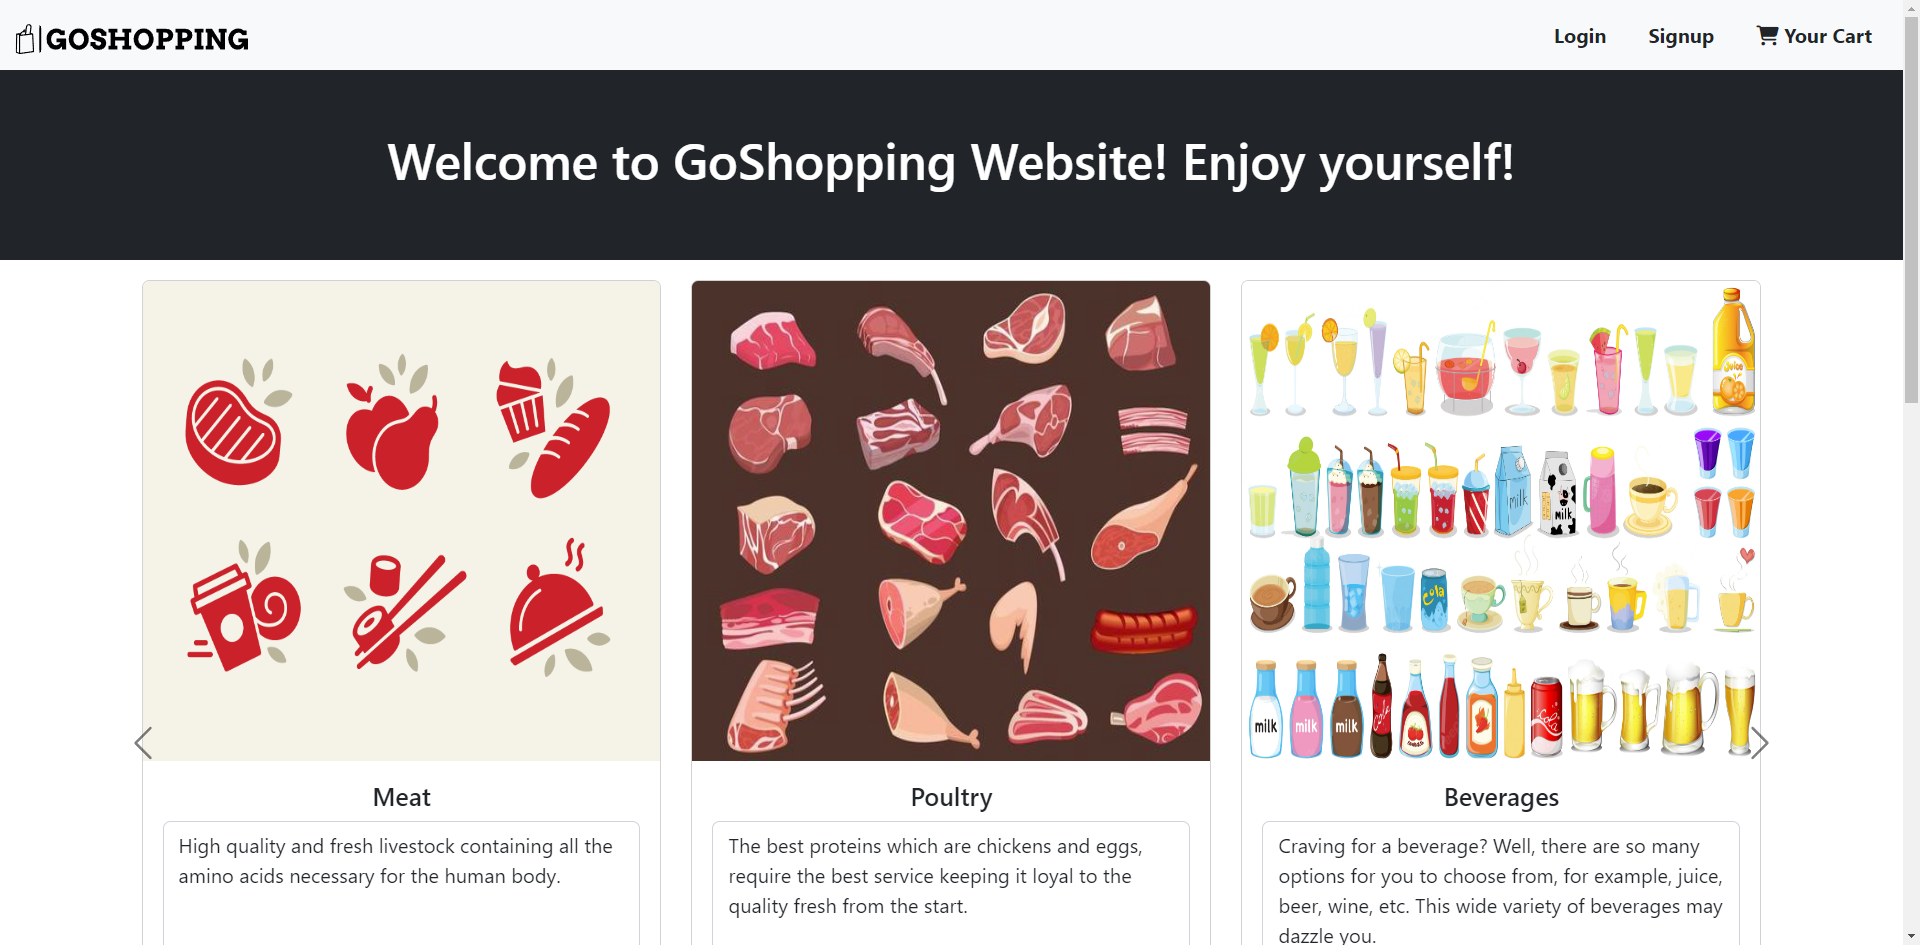 GOSHOPPING
Login Signup Your Cart
Welcome to GoShopping Website! Enjoy yourself!
Juice
milk
milk
Cola
milk
milk
milk
Meat
High quality and fresh livestock containing all the
amino acids necessary for the human body.
Poultry
The best proteins which are chickens and eggs,
require the best service keeping it loyal to the
quality fresh from the start.
Beverages
Craving for a beverage? Well, there are so many
options for you to choose from, for example, juice,
beer, wine, etc. This wide variety of beverages may
dazzle you.